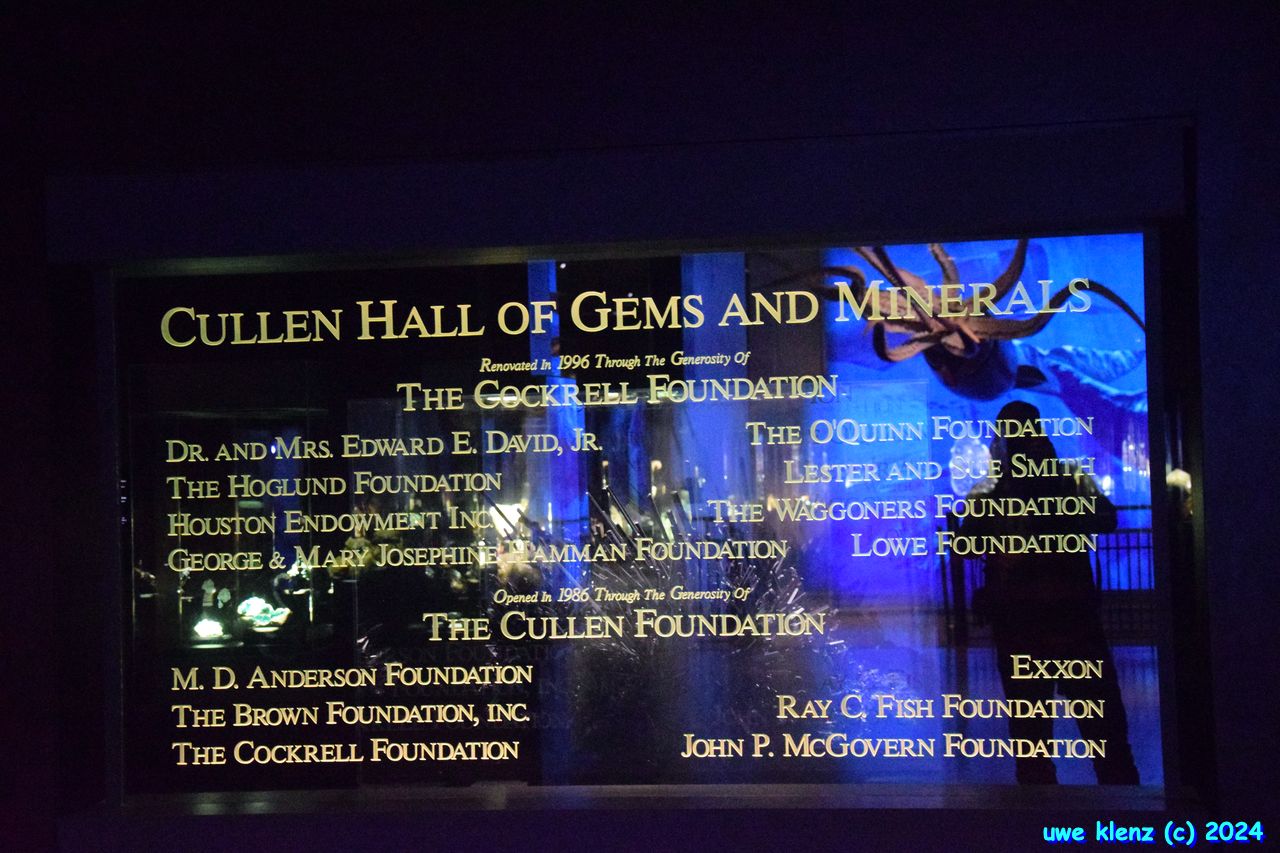 CULLEN HALL OF GEMS AND MINERALS
Renovated In 1996 Through The Generosity Of
THE COCKRELL FOUNDATION
DR. AND MRS. EDWARD E. DAVID, JR.
THE HOGLUND FOUNDATION
HOUSTON ENDOWMENT INC.
GEORGE & MARY JOSEPHINE HAMMAN FOUNDATION
THE O'QUINN FOUNDATION
LESTER AND SUE SMITH
THE WAGGONERS FOUNDATION
LOWE FOUNDATION
Opened In 1986 Through The Generosity Of
THE CULLEN FOUNDATION
M. D. ANDERSON FOUNDATION
THE BROWN FOUNDATION, INC.
THE COCKRELL FOUNDATION
EXXON
RAY C. FISH FOUNDATION
JOHN P. MCGOVERN FOUNDATION
uwe klenz (c) 2024